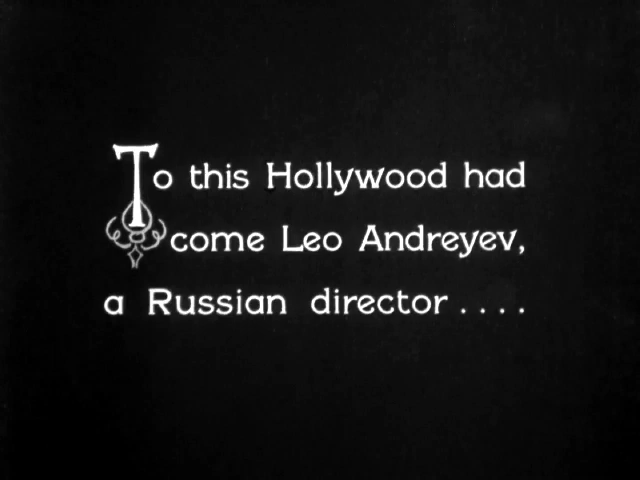 To this Hollywood had
come Leo Andreyev,
a Russian director....